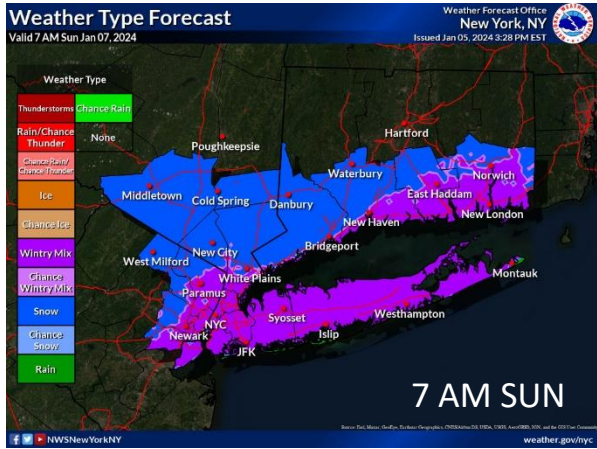 Weather Type Forecast
Valid 7 AM Sun Jan 07, 2024
Weather Forecast Office
New York, NY
Issued Jan 05, 2024 3:28 PM EST
Weather Type
Thunderstorms
Chance Rain
Rain/Chance
Thunder
None
Chance Rain/
Chance Thunder
Ice
Chance Ice
Wintry Mix
Chance
Wintry Mix
Snow
Chance
Snow
Rain
Poughkeepsie
Hartford
Waterbury
Norwich
Middletown
Cold Spring
Danbury
East Haddam
New London
New Haven
Bridgeport
New City
West Milford
White Plains
Montauk
Paramus
NYC
Syosset
Westhampton
Newark
JFK
Islip
7 AM SUN
NWSNewYorkNY
weather.gov/nyc